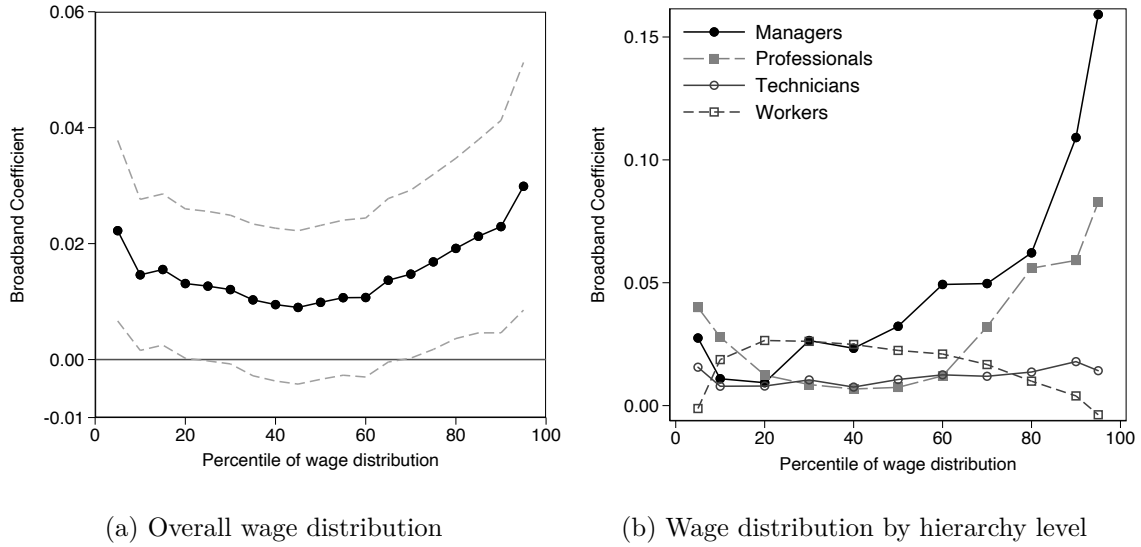 0.06
0.04
0.02
0.00
-0.01
Broadband Coefficient
0 20 40 60 80 100
Percentile of wage distribution
(a) Overall wage distribution
Managers
Professionals
Technicians
Workers
0.15
0.10
0.05
0.00
Broadband Coefficient
0 20 40 60 80 100
Percentile of wage distribution
(b) Wage distribution by hierarchy level